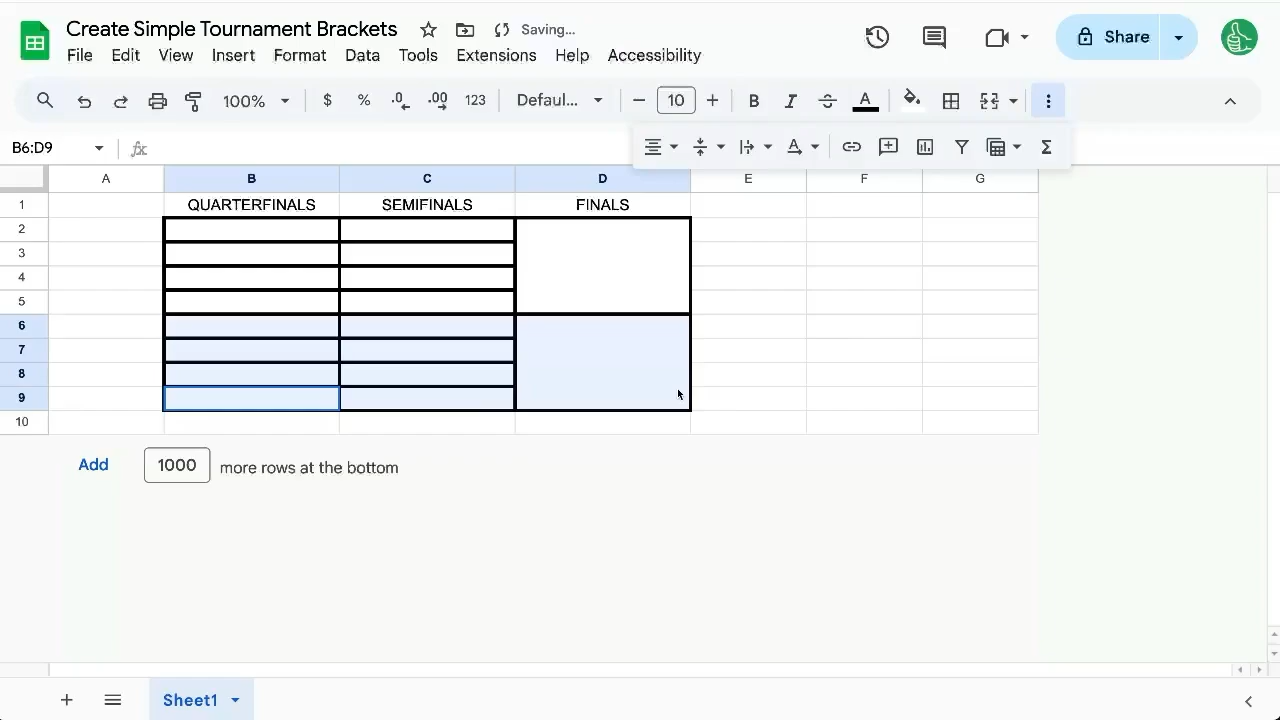 Create Simple Tournament Brackets Saving...
File Edit View Insert Format Data Tools Extensions Help Accessibility
Share
100% $ % .0 .00 123 Defaul... 10 B I A
B6:D9 fx
A B C D E F G
1 QUARTERFINALS SEMIFINALS FINALS
2
3
4
5
6
7
8
9
10
Add 1000 more rows at the bottom
Sheet1